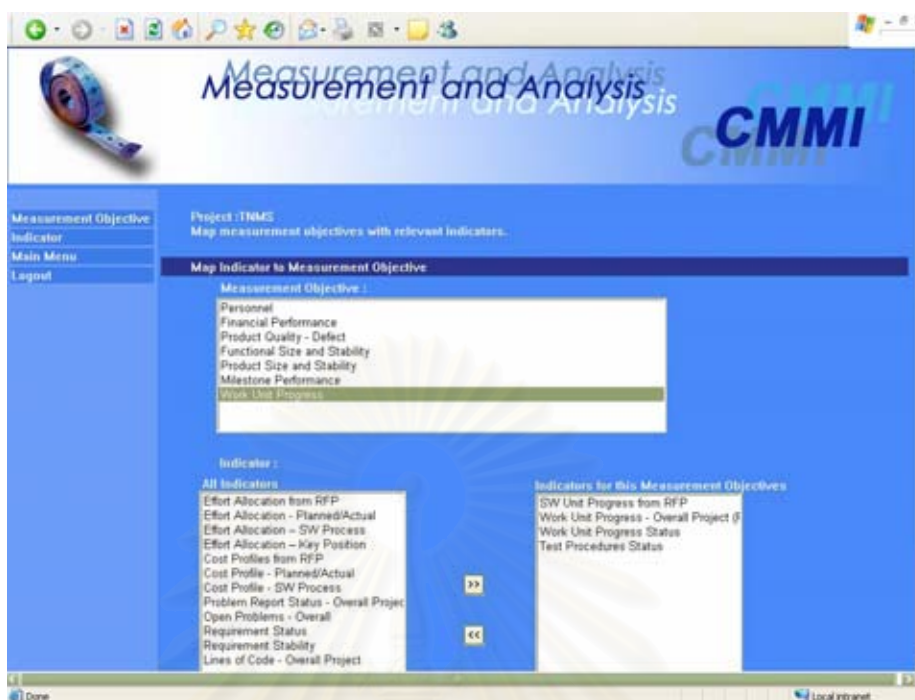 Measurement and Analysis
CMMI
Measurement Objective
Indicator
Main Menu
Logout
Project :TNMS
Map measurement objectives with relevant indicators.
Map Indicator to Measurement Objective
Measurement Objective :
Personnel
Financial Performance
Product Quality - Defect
Functional Size and Stability
Product Size and Stability
Milestone Performance
Work Unit Progress
Indicator :
All Indicators
Effort Allocation from RFP
Effort Allocation - Planned/Actual
Effort Allocation – SW Process
Effort Allocation – Key Position
Cost Profiles from RFP
Cost Profile - Planned/Actual
Cost Profile - SW Process
Problem Report Status - Overall Projec
Open Problems - Overall
Requirement Status
Requirement Stability
Lines of Code - Overall Project
>>
<<
Indicators for this Measurement Objectives
SW Unit Progress from RFP
Work Unit Progress - Overall Project (F
Work Unit Progress Status
Test Procedures Status
Done
Local intranet